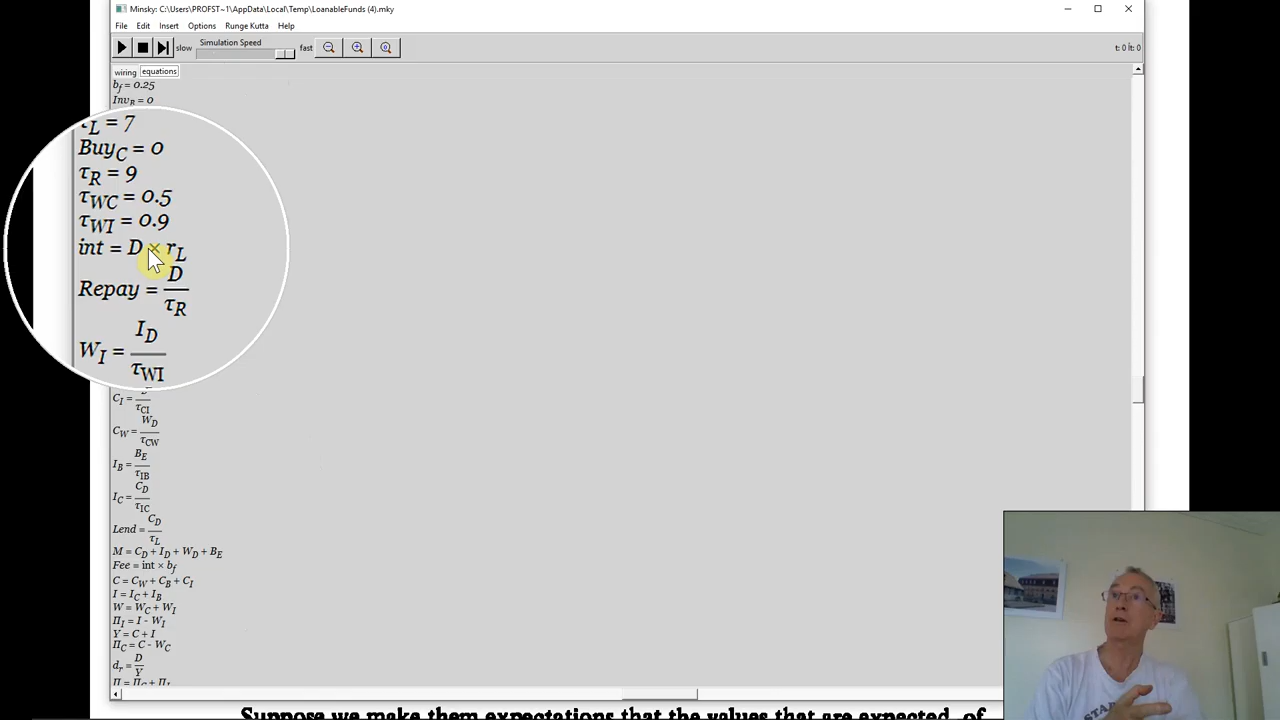 Minsky: C:\Users\PROFST~1\AppData\Local\Temp\LoanableFunds (4).mky
File Edit Insert Options Runge Kutta Help
slow Simulation Speed fast t: 0 Δt: 0
wiring equations
b_f = 0.25
Inv_B = 0
τ_L = 7
Buy_C = 0
τ_R = 9
τ_WC = 0.5
τ_WI = 0.9
int = D × r_L
Repay = D / τ_R
W_I = I_D / τ_WI
C_I = / τ_CI
C_W = W_D / τ_CW
I_B = B_E / τ_IB
I_C = C_D / τ_IC
Lend = C_D / τ_L
M = C_D + I_D + W_D + B_E
Fee = int × b_f
C = C_W + C_B + C_I
I = I_C + I_B
W = W_C + W_I
Π_I = I - W_I
Y = C + I
Π_C = C - W_C
d_r = D / Y
Π = Π_C + Π_I
Suppose we make them expectations that the values that are expected of